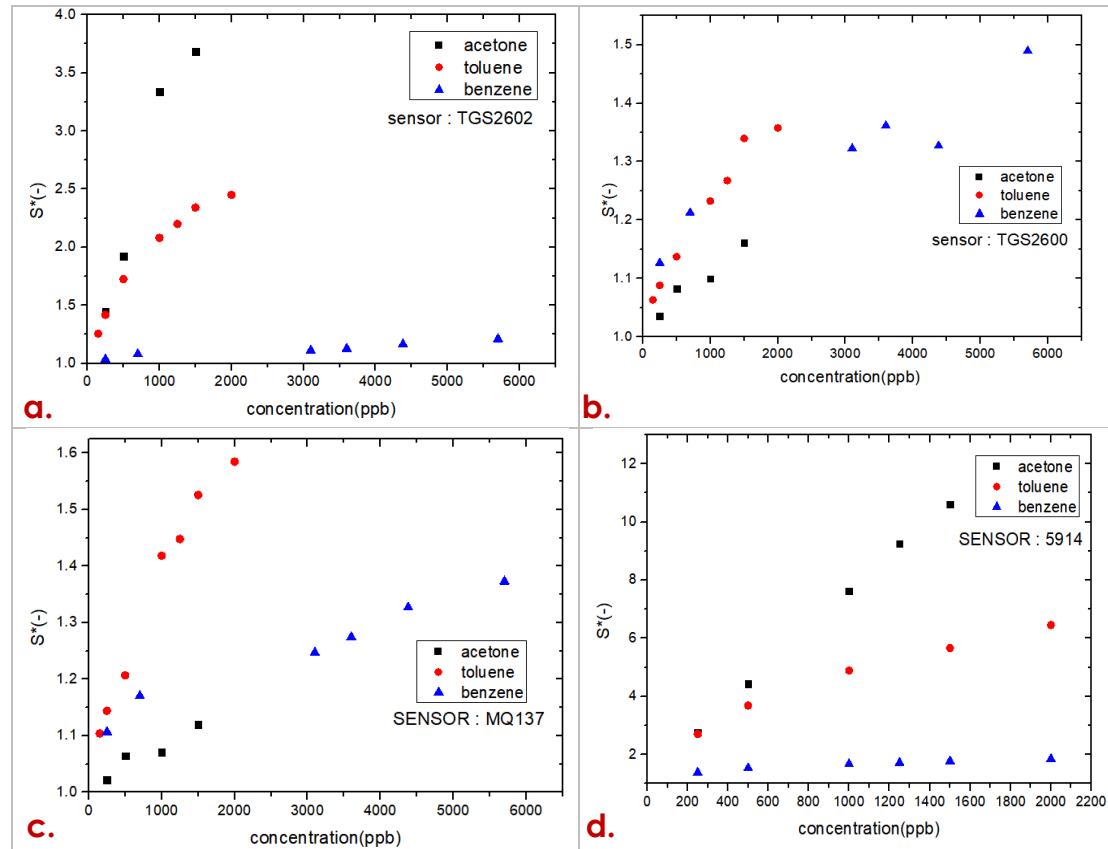 4.0
3.5
3.0
2.5
2.0
1.5
1.0
S*(-)
acetone
toluene
benzene
sensor : TGS2602
0 1000 2000 3000 4000 5000 6000
concentration(ppb)
a.
1.5
1.4
1.3
1.2
1.1
1.0
S*(-)
acetone
toluene
benzene
sensor : TGS2600
0 1000 2000 3000 4000 5000 6000
concentration(ppb)
b.
1.6
1.5
1.4
1.3
1.2
1.1
1.0
S*(-)
acetone
toluene
benzene
SENSOR : MQ137
0 1000 2000 3000 4000 5000 6000
concentration(ppb)
c.
12
10
8
6
4
2
S*(-)
acetone
toluene
benzene
SENSOR : 5914
0 200 400 600 800 1000 1200 1400 1600 1800 2000 2200
concentration(ppb)
d.